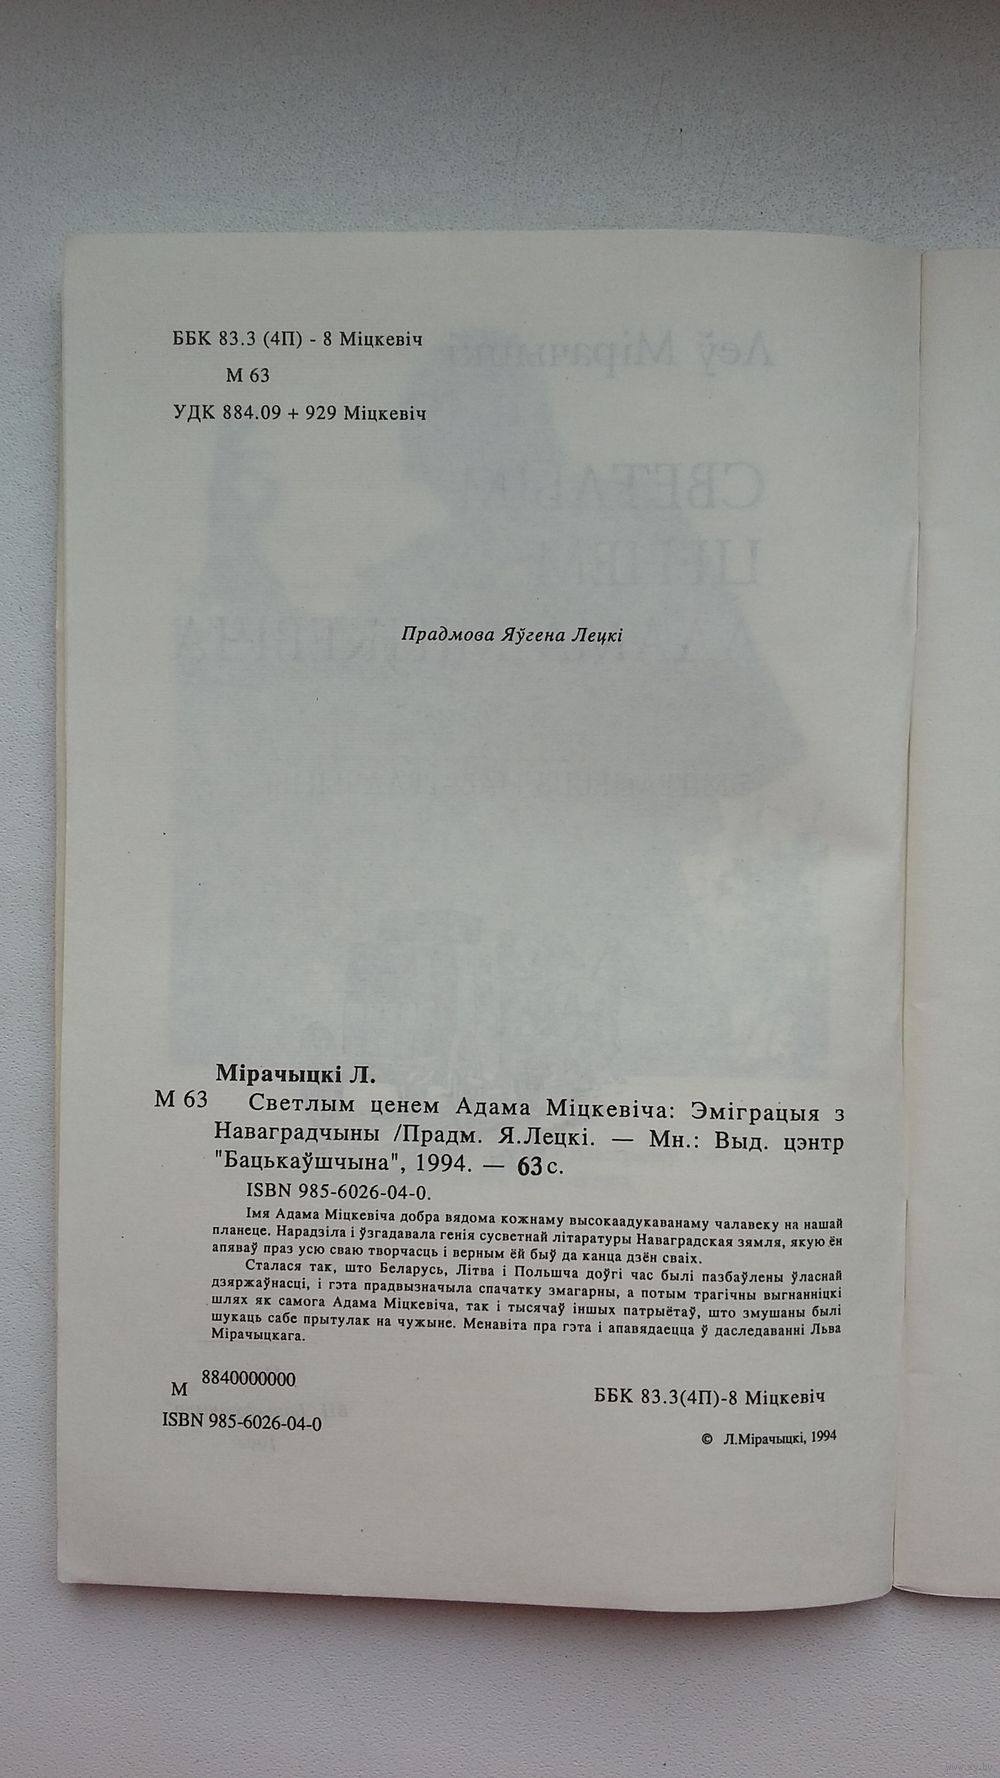 ББК 83.3 (4П) - 8 Міцкевіч
М 63
УДК 884.09 + 929 Міцкевіч
Прадмова Яўгена Лецкі
Мірачыцкі Л.
М 63 Светлым ценем Адама Міцкевіча: Эміграцыя з
Наваградчыны /Прадм. Я.Лецкі. — Мн.: Выд. цэнтр
"Бацькаўшчына", 1994. — 63 с.
ISBN 985-6026-04-0.
Імя Адама Міцкевіча добра вядома кожнаму высокаадукаванаму чалавеку на нашай
планеце. Нарадзіла і ўзгадавала генія сусветнай літаратуры Наваградская зямля, якую ён
апяваў праз усю сваю творчасць і верным ёй быў да канца дзён сваіх.
Сталася так, што Беларусь, Літва і Польшча доўгі час былі пазбаўлены ўласнай
дзяржаўнасці, і гэта прадвызначыла спачатку змагарны, а потым трагічны выгнанніцкі
шлях як самога Адама Міцкевіча, так і тысячаў іншых патрыётаў, што змушаны былі
шукаць сабе прытулак на чужыне. Менавіта пра гэта і апавядаецца ў даследаванні Льва
Мірачыцкага.
М 8840000000
ISBN 985-6026-04-0
ББК 83.3(4П)-8 Міцкевіч
© Л.Мірачыцкі, 1994